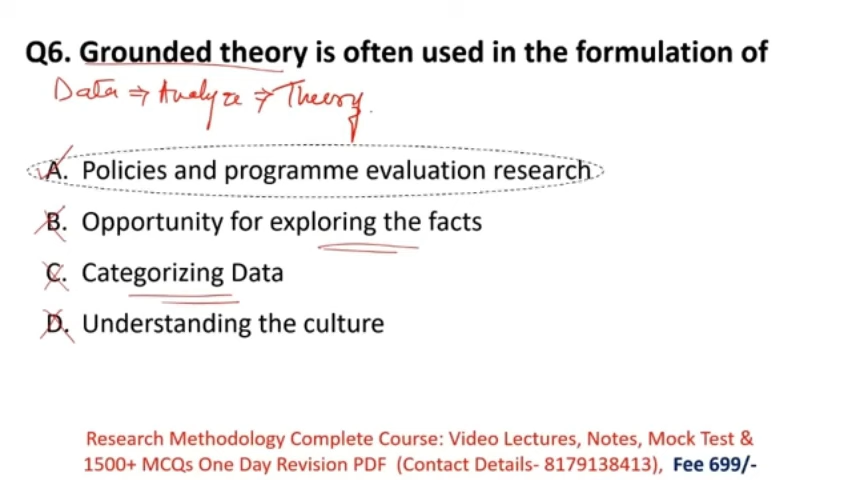 Q6. Grounded theory is often used in the formulation of
Data ⇒ Analyze ⇒ Theory.
A. Policies and programme evaluation research
B. Opportunity for exploring the facts
C. Categorizing Data
D. Understanding the culture
Research Methodology Complete Course: Video Lectures, Notes, Mock Test &
1500+ MCQs One Day Revision PDF (Contact Details- 8179138413), Fee 699/-